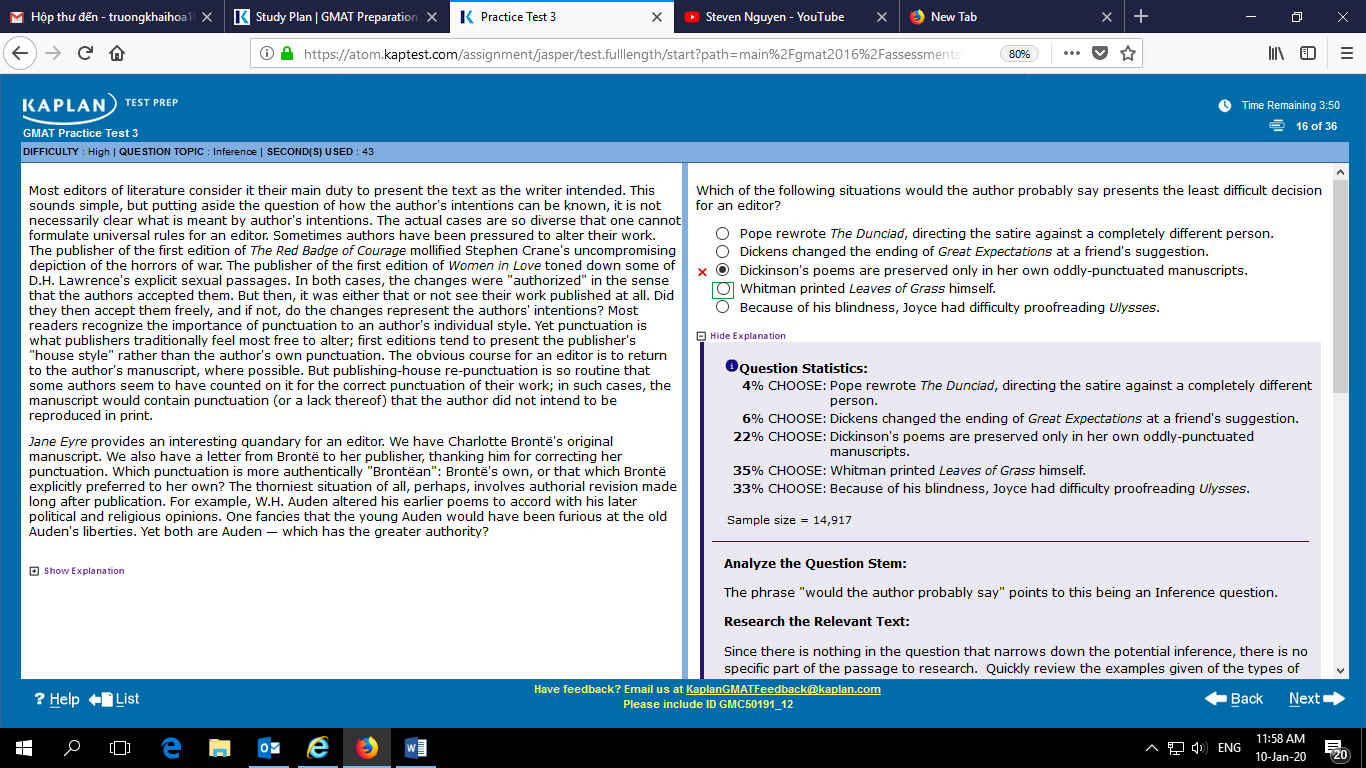 Hộp thư đến - truongkhaihoa1
Study Plan | GMAT Preparation
Practice Test 3
Steven Nguyen - YouTube
New Tab
https://atom.kaptest.com/assignment/jasper/test.fulllength/start?path=main%2Fgmat2016%2Fassessments
80%
KAPLAN TEST PREP
GMAT Practice Test 3
Time Remaining 3:50
16 of 36
DIFFICULTY : High | QUESTION TOPIC : Inference | SECOND(S) USED : 43
Most editors of literature consider it their main duty to present the text as the writer intended. This
sounds simple, but putting aside the question of how the author's intentions can be known, it is not
necessarily clear what is meant by author's intentions. The actual cases are so diverse that one cannot
formulate universal rules for an editor. Sometimes authors have been pressured to alter their work.
The publisher of the first edition of The Red Badge of Courage mollified Stephen Crane's uncompromising
depiction of the horrors of war. The publisher of the first edition of Women in Love toned down some of
D.H. Lawrence's explicit sexual passages. In both cases, the changes were "authorized" in the sense
that the authors accepted them. But then, it was either that or not see their work published at all. Did
they then accept them freely, and if not, do the changes represent the authors' intentions? Most
readers recognize the importance of punctuation to an author's individual style. Yet punctuation is
what publishers traditionally feel most free to alter; first editions tend to present the publisher's
"house style" rather than the author's own punctuation. The obvious course for an editor is to return
to the author's manuscript, where possible. But publishing-house re-punctuation is so routine that
some authors seem to have counted on it for the correct punctuation of their work; in such cases, the
manuscript would contain punctuation (or a lack thereof) that the author did not intend to be
reproduced in print.
Jane Eyre provides an interesting quandary for an editor. We have Charlotte Brontë's original
manuscript. We also have a letter from Brontë to her publisher, thanking him for correcting her
punctuation. Which punctuation is more authentically "Brontëan": Brontë's own, or that which Brontë
explicitly preferred to her own? The thorniest situation of all, perhaps, involves authorial revision made
long after publication. For example, W.H. Auden altered his earlier poems to accord with his later
political and religious opinions. One fancies that the young Auden would have been furious at the old
Auden's liberties. Yet both are Auden — which has the greater authority?
Show Explanation
Which of the following situations would the author probably say presents the least difficult decision
for an editor?
Pope rewrote The Dunciad, directing the satire against a completely different person.
Dickens changed the ending of Great Expectations at a friend's suggestion.
Dickinson's poems are preserved only in her own oddly-punctuated manuscripts.
Whitman printed Leaves of Grass himself.
Because of his blindness, Joyce had difficulty proofreading Ulysses.
Hide Explanation
Question Statistics:
4% CHOOSE: Pope rewrote The Dunciad, directing the satire against a completely different
person.
6% CHOOSE: Dickens changed the ending of Great Expectations at a friend's suggestion.
22% CHOOSE: Dickinson's poems are preserved only in her own oddly-punctuated
manuscripts.
35% CHOOSE: Whitman printed Leaves of Grass himself.
33% CHOOSE: Because of his blindness, Joyce had difficulty proofreading Ulysses.
Sample size = 14,917
Analyze the Question Stem:
The phrase "would the author probably say" points to this being an Inference question.
Research the Relevant Text:
Since there is nothing in the question that narrows down the potential inference, there is no
specific part of the passage to research. Quickly review the examples given of the types of
? Help
List
Have feedback? Email us at KaplanGMATFeedback@kaplan.com
Please include ID GMC50191_12
Back
Next
ENG
11:58 AM
10-Jan-20
20